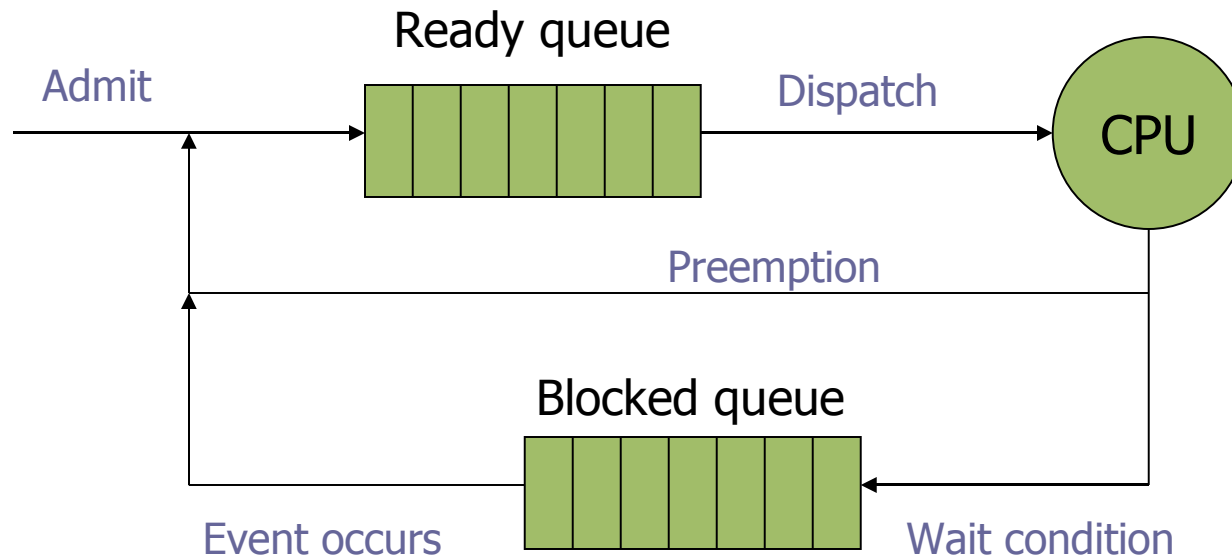 Ready queue
Admit
Dispatch
CPU
Preemption
Blocked queue
Event occurs
Wait condition